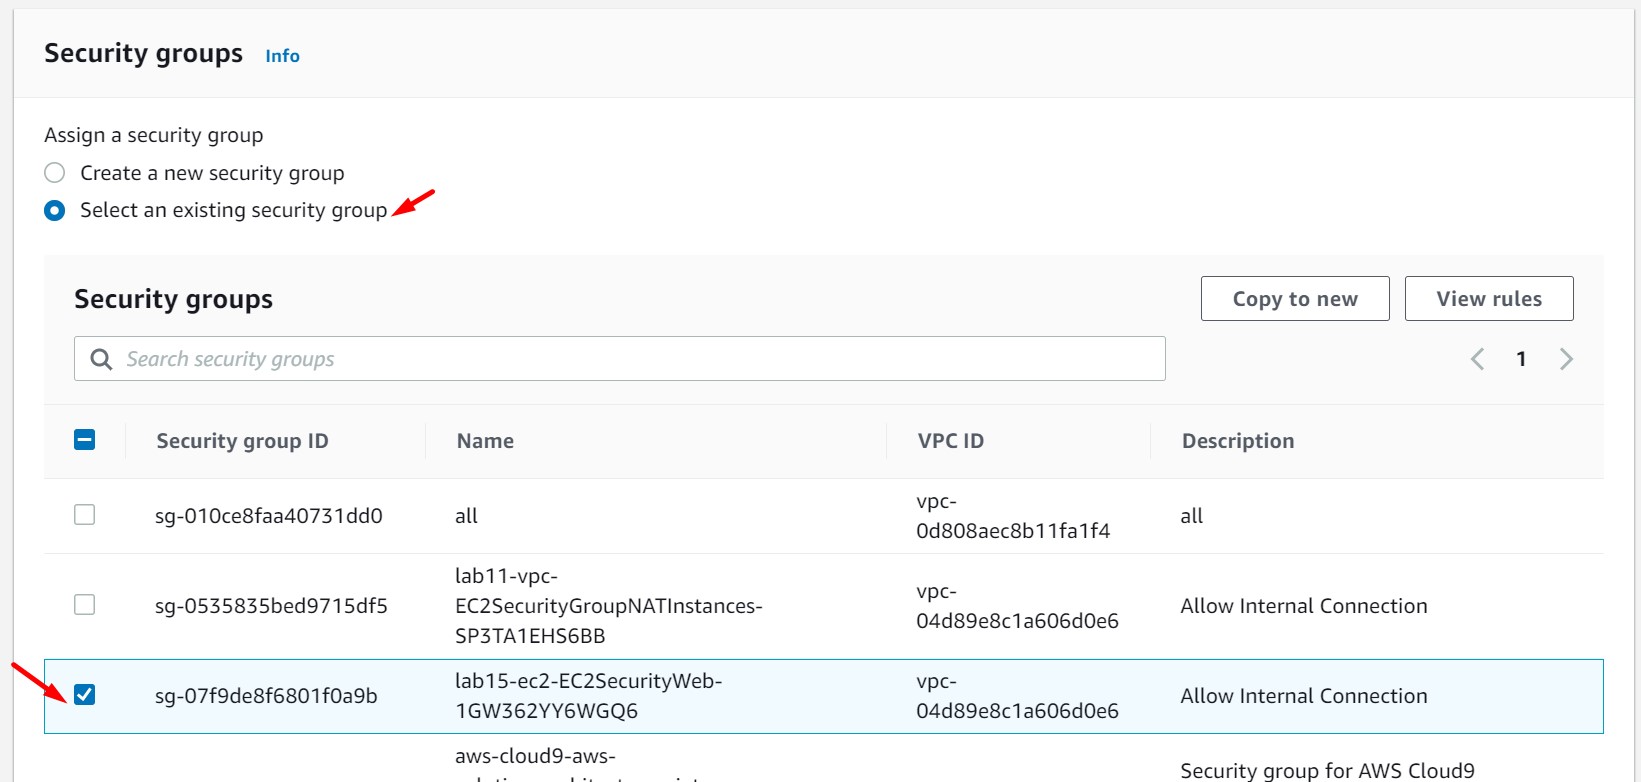 Security groups Info
Assign a security group
Create a new security group
Select an existing security group
Security groups
Copy to new
View rules
Search security groups
1
Security group ID
Name
VPC ID
Description
sg-010ce8faa40731dd0
all
vpc-
0d808aec8b11fa1f4
all
sg-0535835bed9715df5
lab11-vpc-
EC2SecurityGroupNATInstances-
SP3TA1EHS6BB
vpc-
04d89e8c1a606d0e6
Allow Internal Connection
sg-07f9de8f6801f0a9b
lab15-ec2-EC2SecurityWeb-
1GW362YY6WGQ6
vpc-
04d89e8c1a606d0e6
Allow Internal Connection
aws-cloud9-aws-
Security group for AWS Cloud9